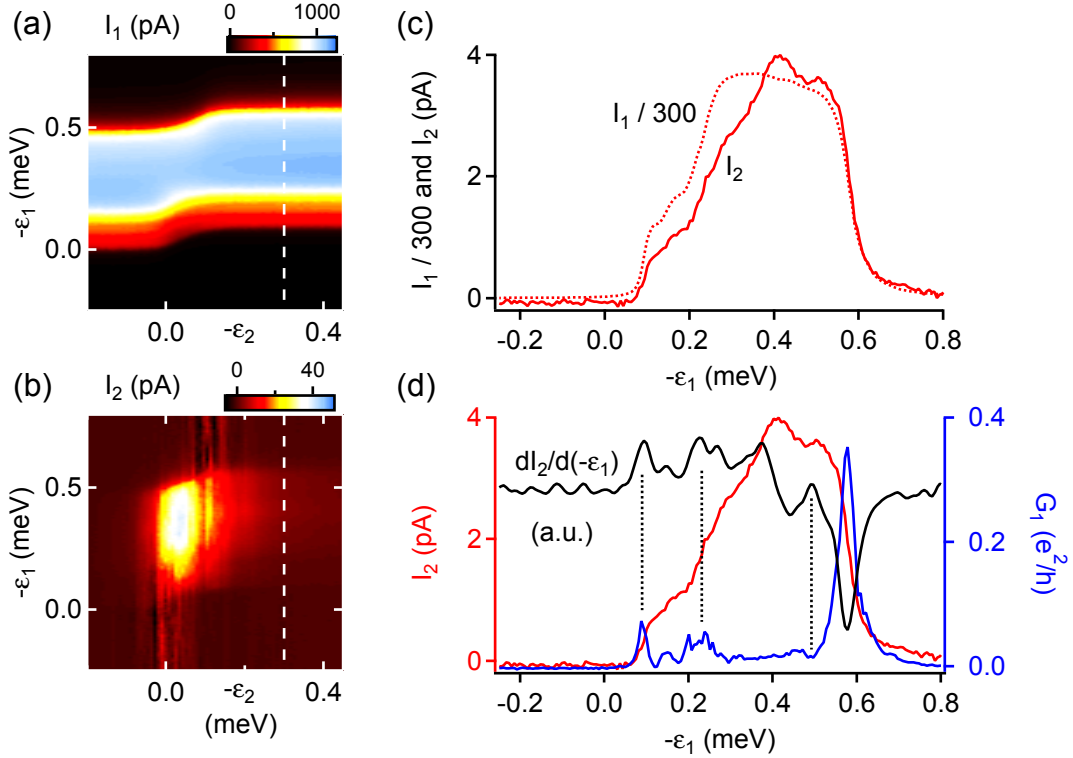 (a)
I₁ (pA)
0 1000
-ε₁ (meV)
0.5
0.0
0.0 -ε₂ 0.4
(b)
I₂ (pA)
0 40
-ε₁ (meV)
0.5
0.0
0.0 -ε₂ 0.4
(meV)
(c)
I₁ / 300 and I₂ (pA)
4
2
0
I₁ / 300
I₂
-0.2 0.0 0.2 0.4 0.6 0.8
-ε₁ (meV)
(d)
I₂ (pA)
4
2
0
dI₂/d(-ε₁)
(a.u.)
0.4
0.2
0.0
G₁ (e²/h)
-0.2 0.0 0.2 0.4 0.6 0.8
-ε₁ (meV)